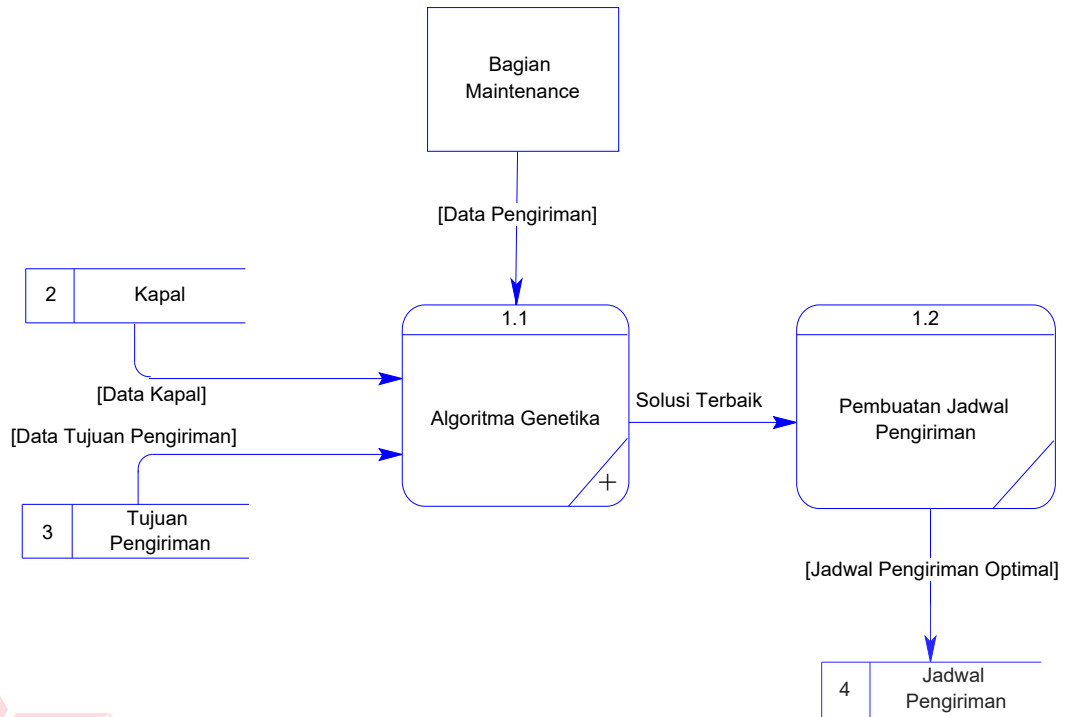 Bagian
Maintenance
[Data Pengiriman]
2
Kapal
1.1
1.2
[Data Kapal]
Solusi Terbaik
Algoritma Genetika
Pembuatan Jadwal
Pengiriman
[Data Tujuan Pengiriman]
+
3
Tujuan
Pengiriman
[Jadwal Pengiriman Optimal]
4
Jadwal
Pengiriman